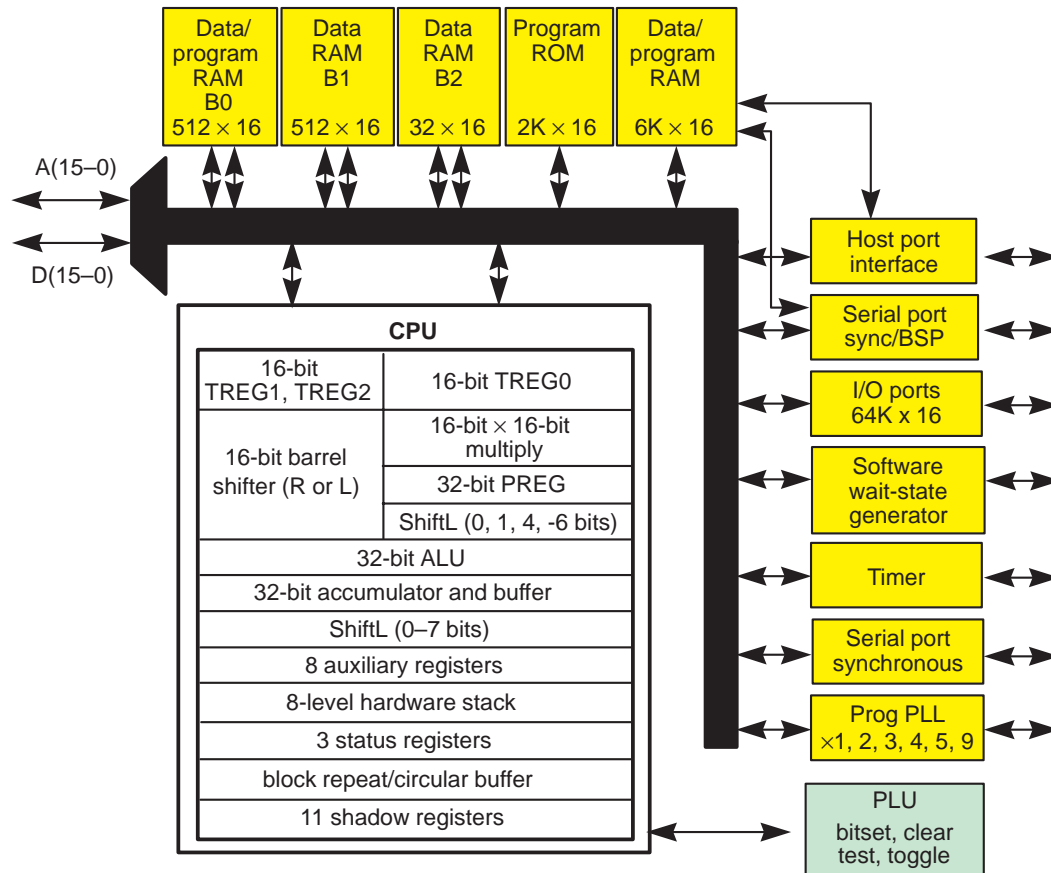 Data/
program
RAM
B0
512 × 16
Data
RAM
B1
512 × 16
Data
RAM
B2
32 × 16
Program
ROM
2K × 16
Data/
program
RAM
6K × 16
A(15–0)
D(15–0)
CPU
16-bit
TREG1, TREG2
16-bit TREG0
16-bit barrel
shifter (R or L)
16-bit × 16-bit
multiply
32-bit PREG
ShiftL (0, 1, 4, -6 bits)
32-bit ALU
32-bit accumulator and buffer
ShiftL (0–7 bits)
8 auxiliary registers
8-level hardware stack
3 status registers
block repeat/circular buffer
11 shadow registers
Host port
interface
Serial port
sync/BSP
I/O ports
64K x 16
Software
wait-state
generator
Timer
Serial port
synchronous
Prog PLL
×1, 2, 3, 4, 5, 9
PLU
bitset, clear
test, toggle